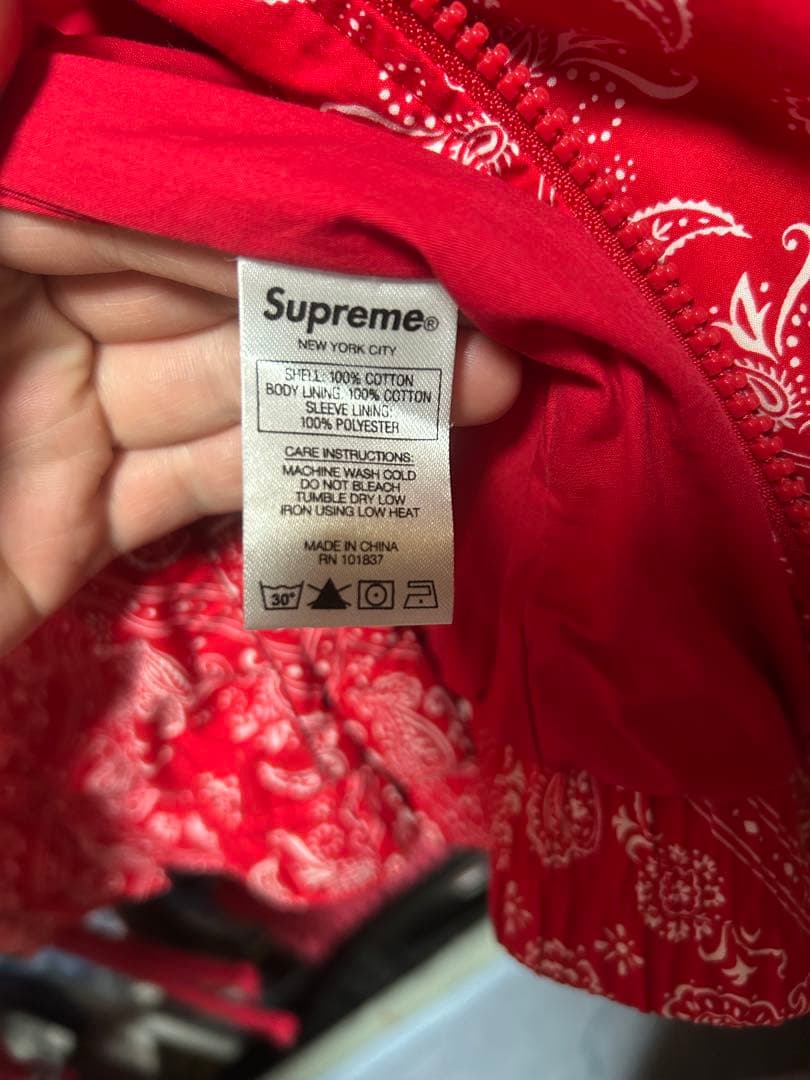 Supreme®
NEW YORK CITY
SHELL: 100% COTTON
BODY LINING: 100% COTTON
SLEEVE LINING:
100% POLYESTER
CARE INSTRUCTIONS:
MACHINE WASH COLD
DO NOT BLEACH
TUMBLE DRY LOW
IRON USING LOW HEAT
MADE IN CHINA
RN 101837
30°